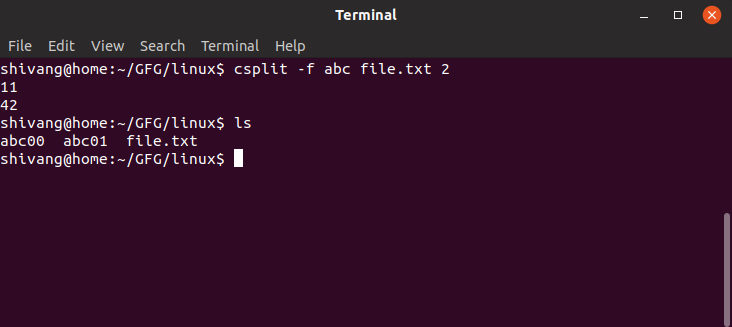 Terminal
File Edit View Search Terminal Help
shivang@home:~/GFG/linux$ csplit -f abc file.txt 2
11
42
shivang@home:~/GFG/linux$ ls
abc00  abc01  file.txt
shivang@home:~/GFG/linux$